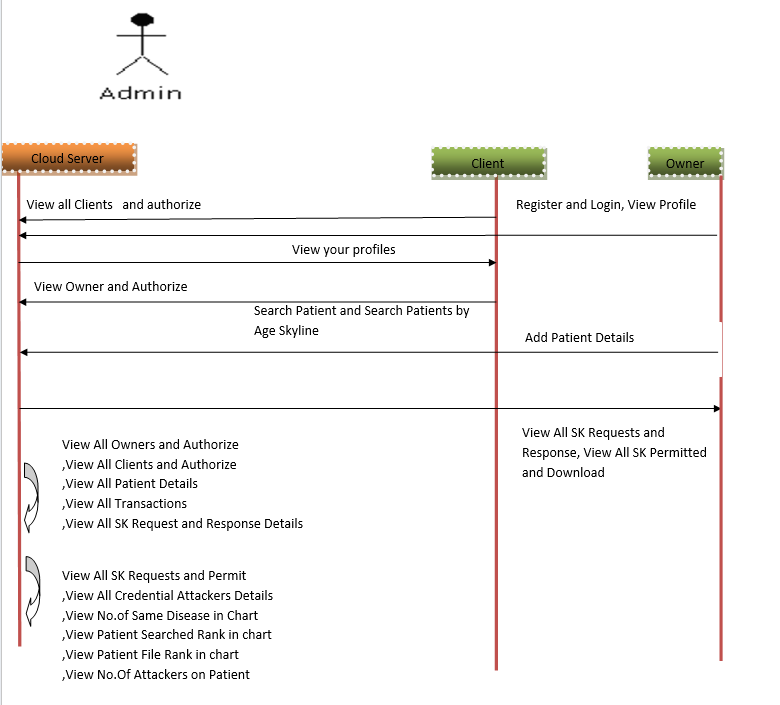 Admin
Cloud Server
Client
Owner
View all Clients and authorize
Register and Login, View Profile
View your profiles
View Owner and Authorize
Search Patient and Search Patients by
Age Skyline
Add Patient Details
View All SK Requests and
Response, View All SK Permitted
and Download
View All Owners and Authorize
,View All Clients and Authorize
,View All Patient Details
,View All Transactions
,View All SK Request and Response Details
View All SK Requests and Permit
,View All Credential Attackers Details
,View No.of Same Disease in Chart
,View Patient Searched Rank in chart
,View Patient File Rank in chart
,View No.Of Attackers on Patient